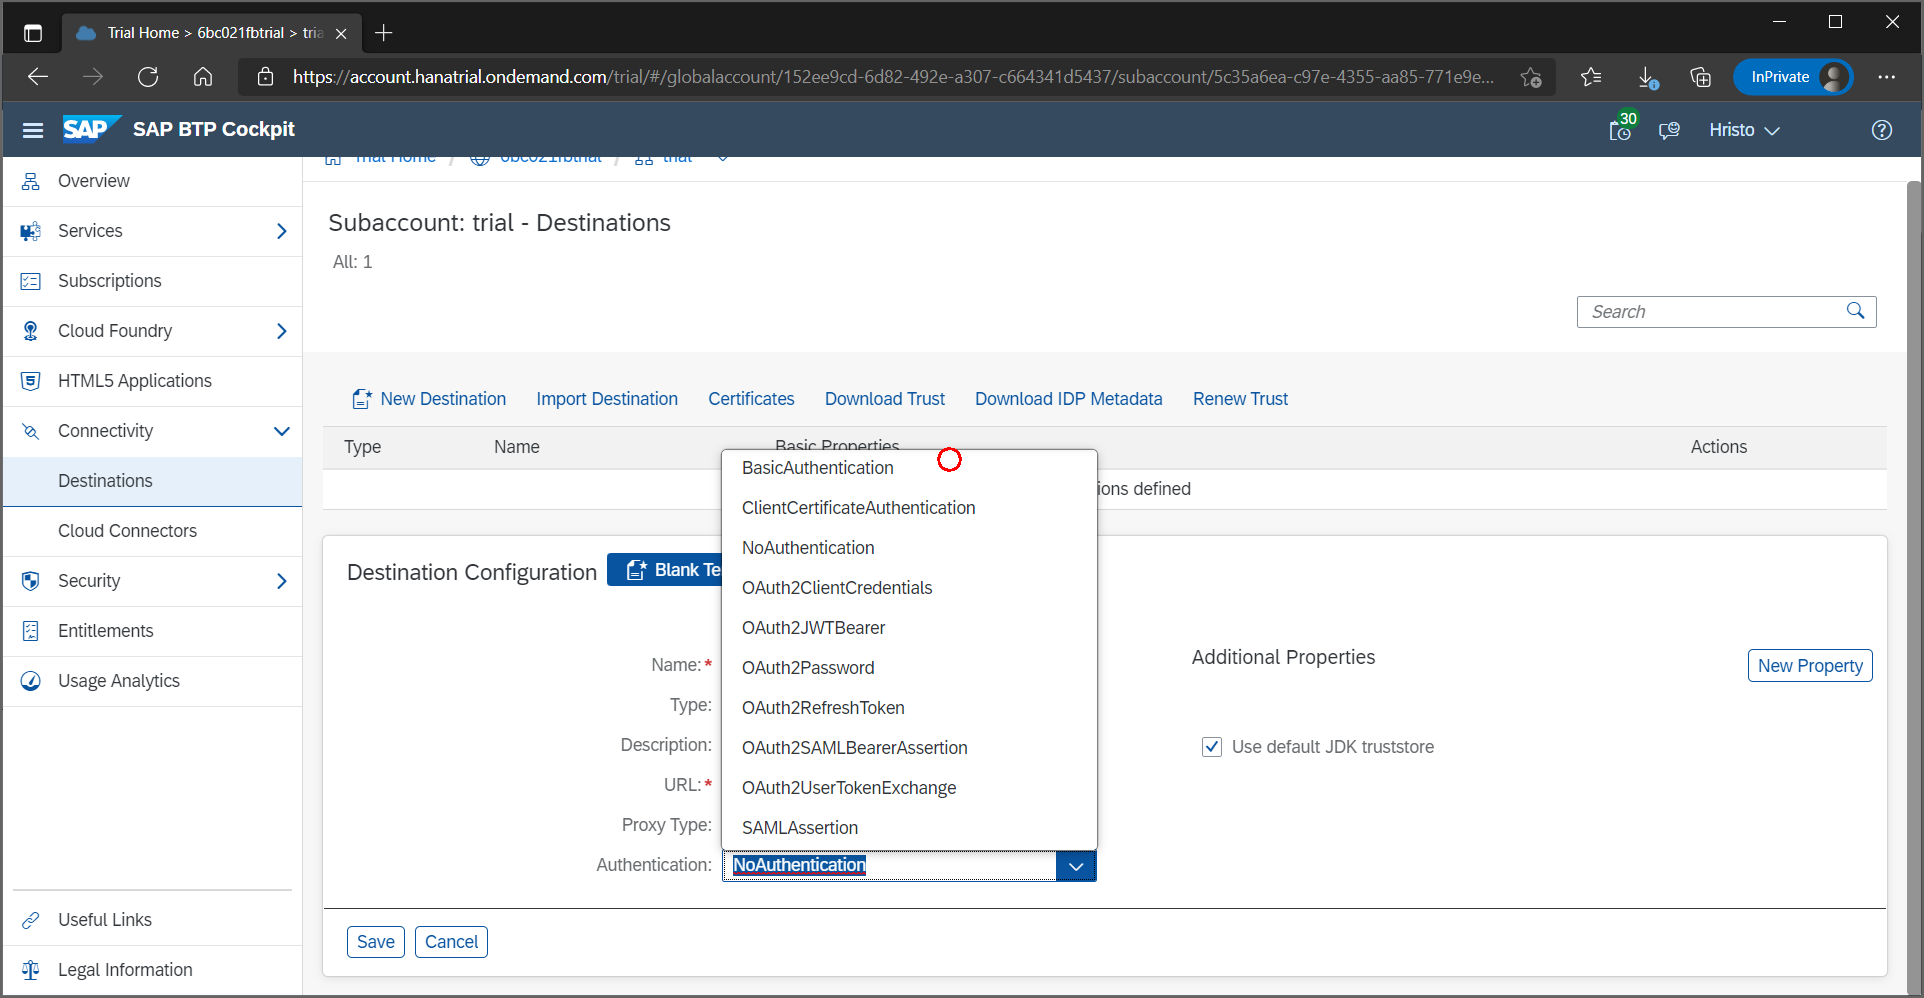 Trial Home > 6bc021fbtrial > tria
https://account.hanatrial.ondemand.com/trial/#/globalaccount/152ee9cd-6d82-492e-a307-c664341d5437/subaccount/5c35a6ea-c97e-4355-aa85-771e9e...
InPrivate
SAP
SAP BTP Cockpit
30
Hristo
Trial Home / 6bc021fbtrial / trial
Overview
Services
Subscriptions
Cloud Foundry
HTML5 Applications
Connectivity
Destinations
Cloud Connectors
Security
Entitlements
Usage Analytics
Useful Links
Legal Information
Subaccount: trial - Destinations
All: 1
Search
New Destination
Import Destination
Certificates
Download Trust
Download IDP Metadata
Renew Trust
Type
Name
Basic Properties
Actions
ions defined
Destination Configuration
Blank Te
BasicAuthentication
ClientCertificateAuthentication
NoAuthentication
OAuth2ClientCredentials
OAuth2JWTBearer
OAuth2Password
OAuth2RefreshToken
OAuth2SAMLBearerAssertion
OAuth2UserTokenExchange
SAMLAssertion
Name:*
Type:
Description:
URL:*
Proxy Type:
Authentication:
NoAuthentication
Additional Properties
New Property
Use default JDK truststore
Save
Cancel